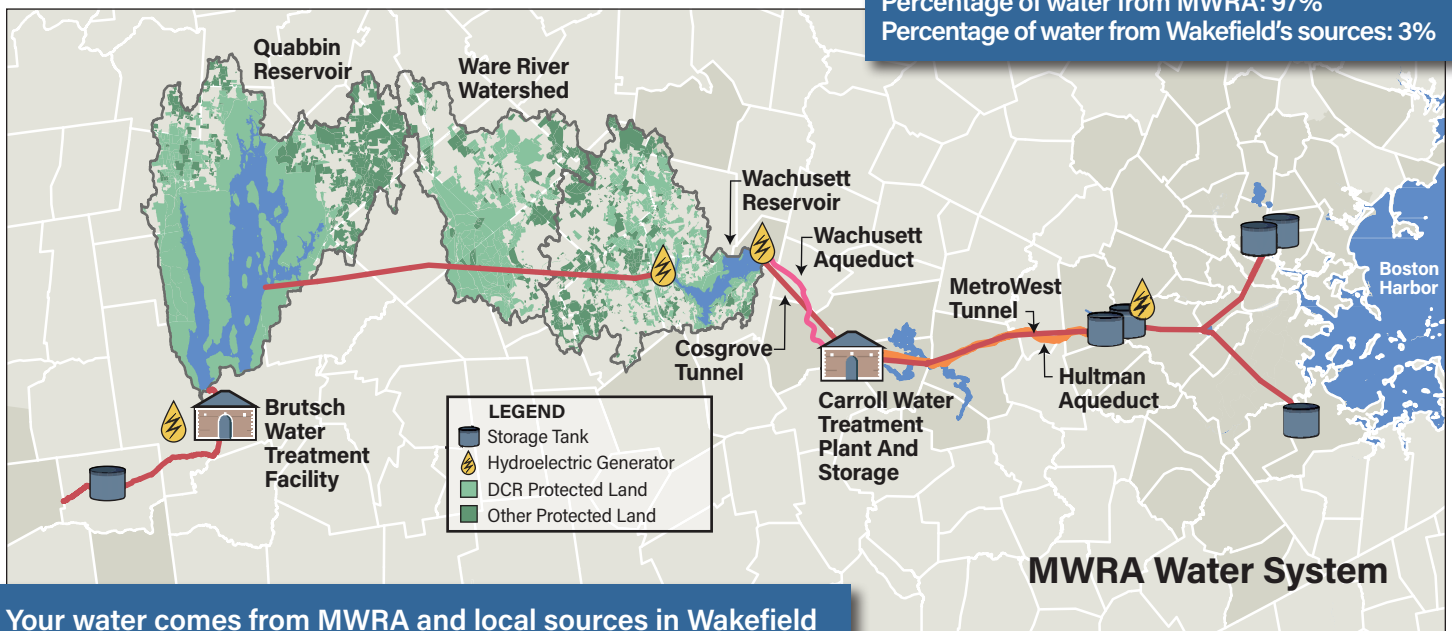 Percentage of water from MWRA: 97%
Percentage of water from Wakefield's sources: 3%
Quabbin
Reservoir
Ware River
Watershed
Wachusett
Reservoir
Wachusett
Aqueduct
MetroWest
Tunnel
Boston
Harbor
Cosgrove
Tunnel
Hultman
Aqueduct
Carroll Water
Treatment
Plant And
Storage
Brutsch
Water
Treatment
Facility
LEGEND
Storage Tank
Hydroelectric Generator
DCR Protected Land
Other Protected Land
MWRA Water System
Your water comes from MWRA and local sources in Wakefield